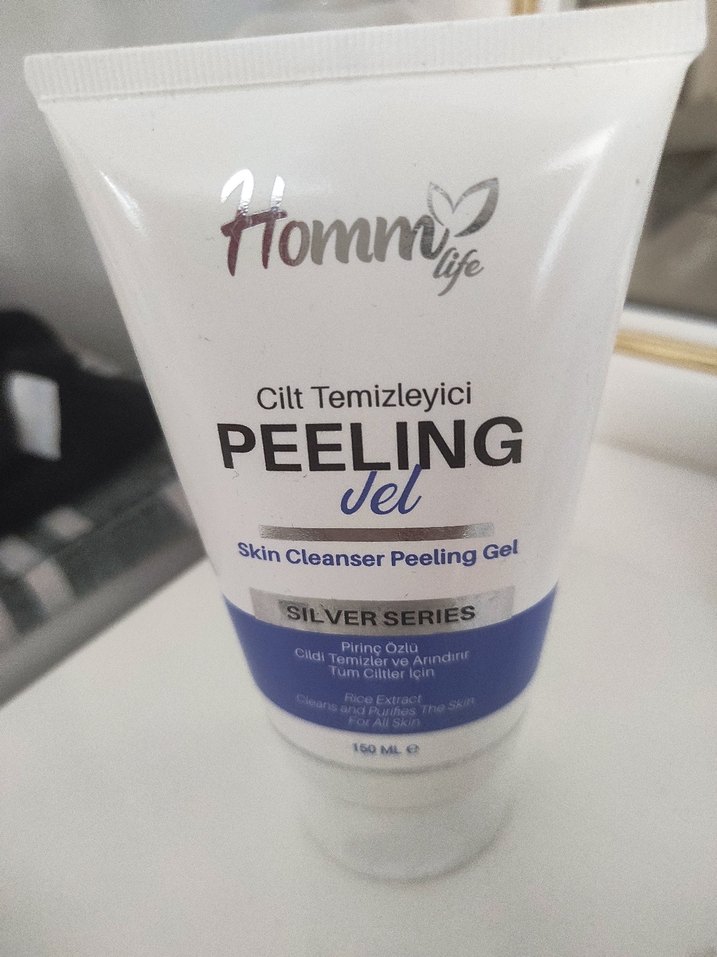 Homm
life
Cilt Temizleyici
PEELING
Jel
Skin Cleanser Peeling Gel
SILVER SERIES
Pirinç Özlü
Cildi Temizler ve Arındırır
Tüm Ciltler İçin
Rice Extract
Cleans and Purifies The Skin
For All Skin
150 ML ℮